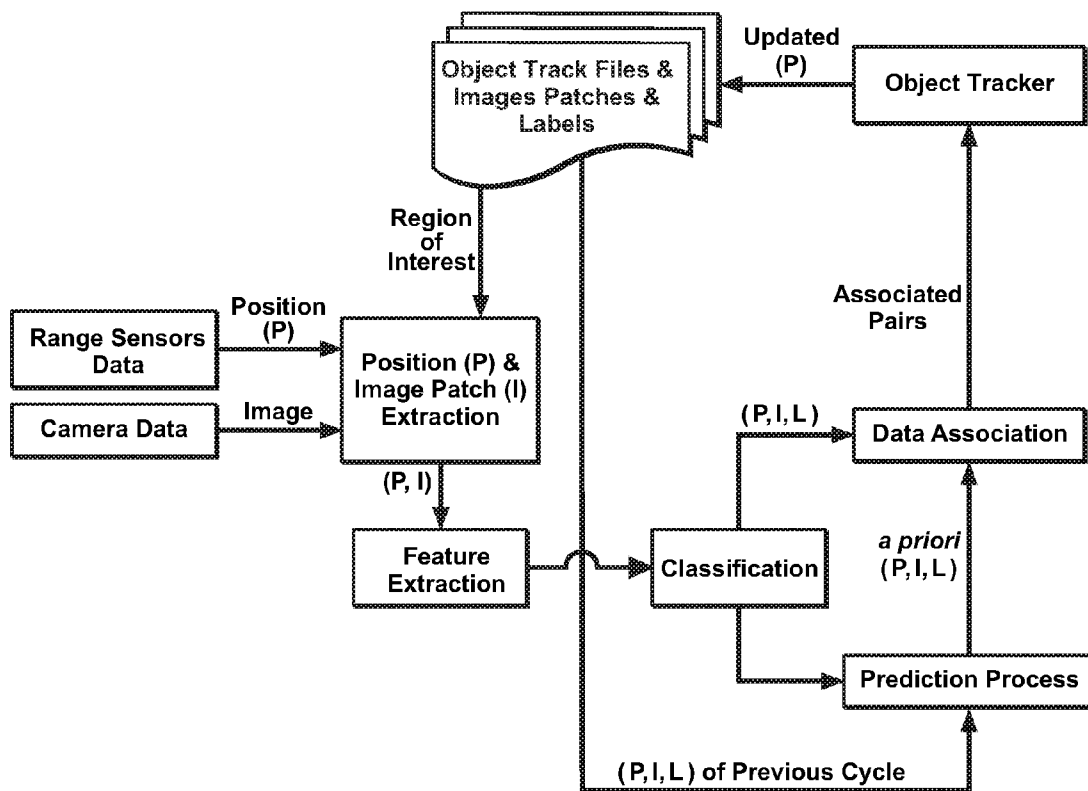 Object Track Files &
Images Patches &
Labels
Updated
(P)
Object Tracker
Region
of
Interest
Associated
Pairs
Range Sensors
Data
Position
(P)
Position (P) &
Image Patch (I)
Extraction
Camera Data
Image
(P, I)
(P, I, L)
Data Association
Feature
Extraction
Classification
a priori
(P, I, L)
Prediction Process
(P, I, L) of Previous Cycle